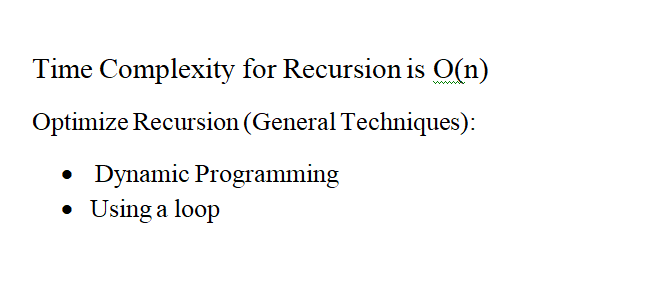 Time Complexity for Recursion is O(n)
Optimize Recursion (General Techniques):
• Dynamic Programming
• Using a loop